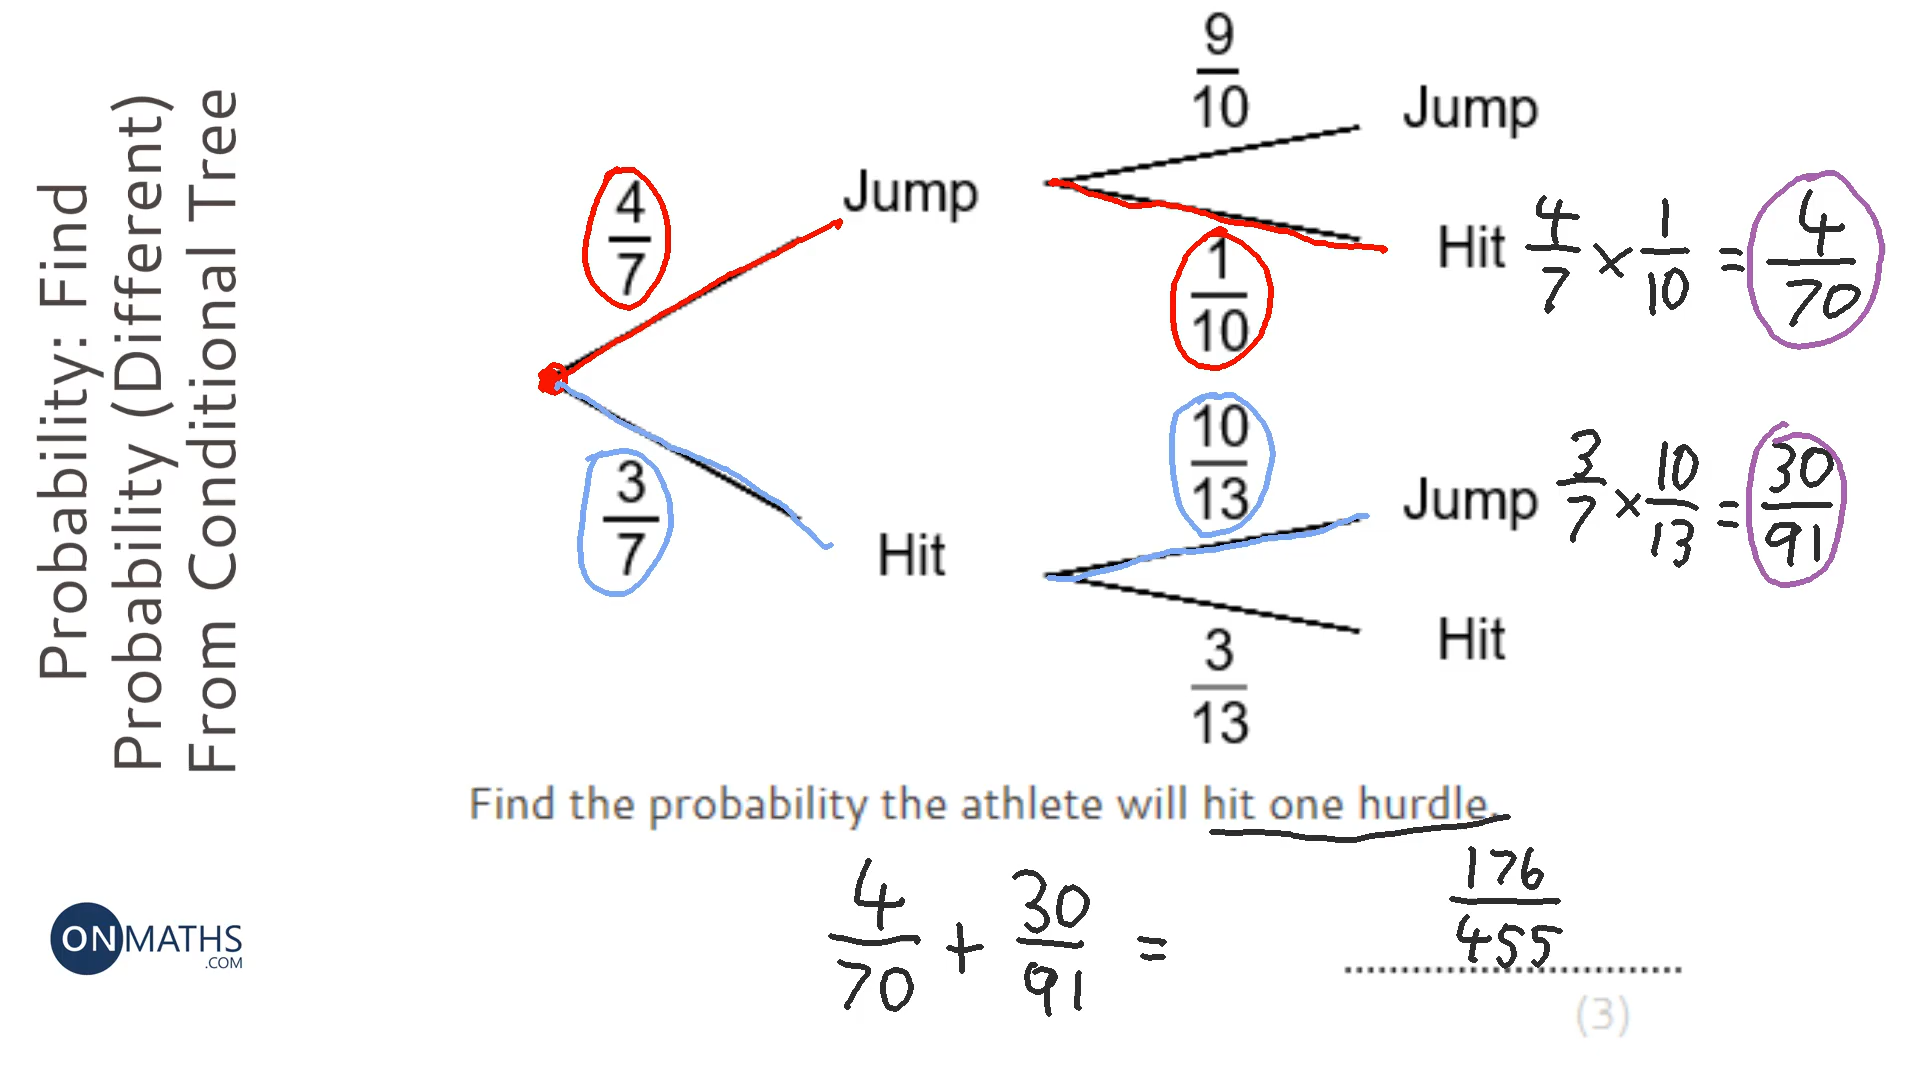 Probability: Find
Probability (Different)
From Conditional Tree
9/10
Jump
4/7
Jump
1/10
Hit 4/7 × 1/10 = 4/70
3/7
Hit
10/13
Jump 3/7 × 10/13 = 30/91
3/13
Hit
Find the probability the athlete will hit one hurdle.
4/70 + 30/91 =
176/455
(3)
ONMATHS
.COM